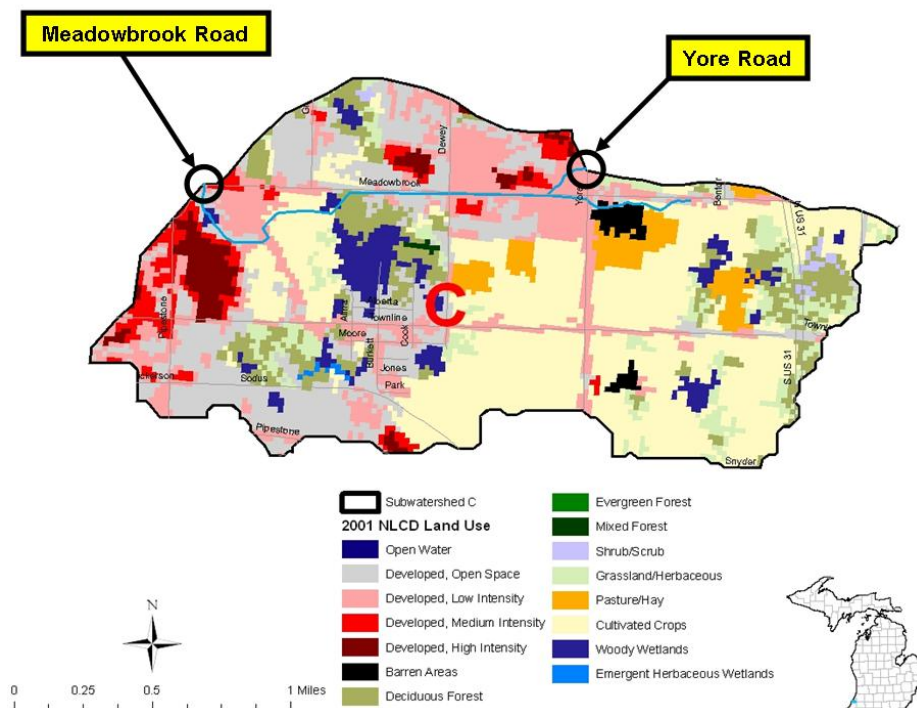 Meadowbrook Road
Yore Road
Dewey
Meadowbrook
Yore
Benton
US 31
Pipestone
Alberta
Townline
Anna
Moore
Burkett
Cook
Jones
Park
Sodus
S US 31
Pipestone
Snyder
C
Subwatershed C
2001 NLCD Land Use
Open Water
Developed, Open Space
Developed, Low Intensity
Developed, Medium Intensity
Developed, High Intensity
Barren Areas
Deciduous Forest
Evergreen Forest
Mixed Forest
Shrub/Scrub
Grassland/Herbaceous
Pasture/Hay
Cultivated Crops
Woody Wetlands
Emergent Herbaceous Wetlands
N
0 0.25 0.5 1 Miles